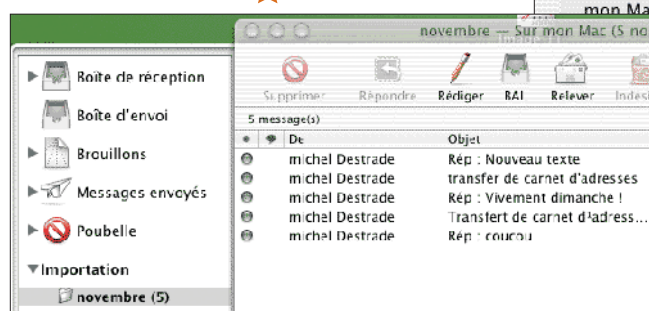 mon Ma
novembre — Sur mon Mac (5 no
Supprimer Répondre Rédiger BAL Relever Indés
5 message(s)
De Objet
michel Destrade Rép : Nouveau texte
michel Destrade transfer de carnet d'adresses
michel Destrade Rép : Vivement dimanche !
michel Destrade Transfert de carnet d'adress...
michel Destrade Rép : coucou
Boîte de réception
Boîte d'envoi
Brouillons
Messages envoyés
Poubelle
Importation
novembre (5)